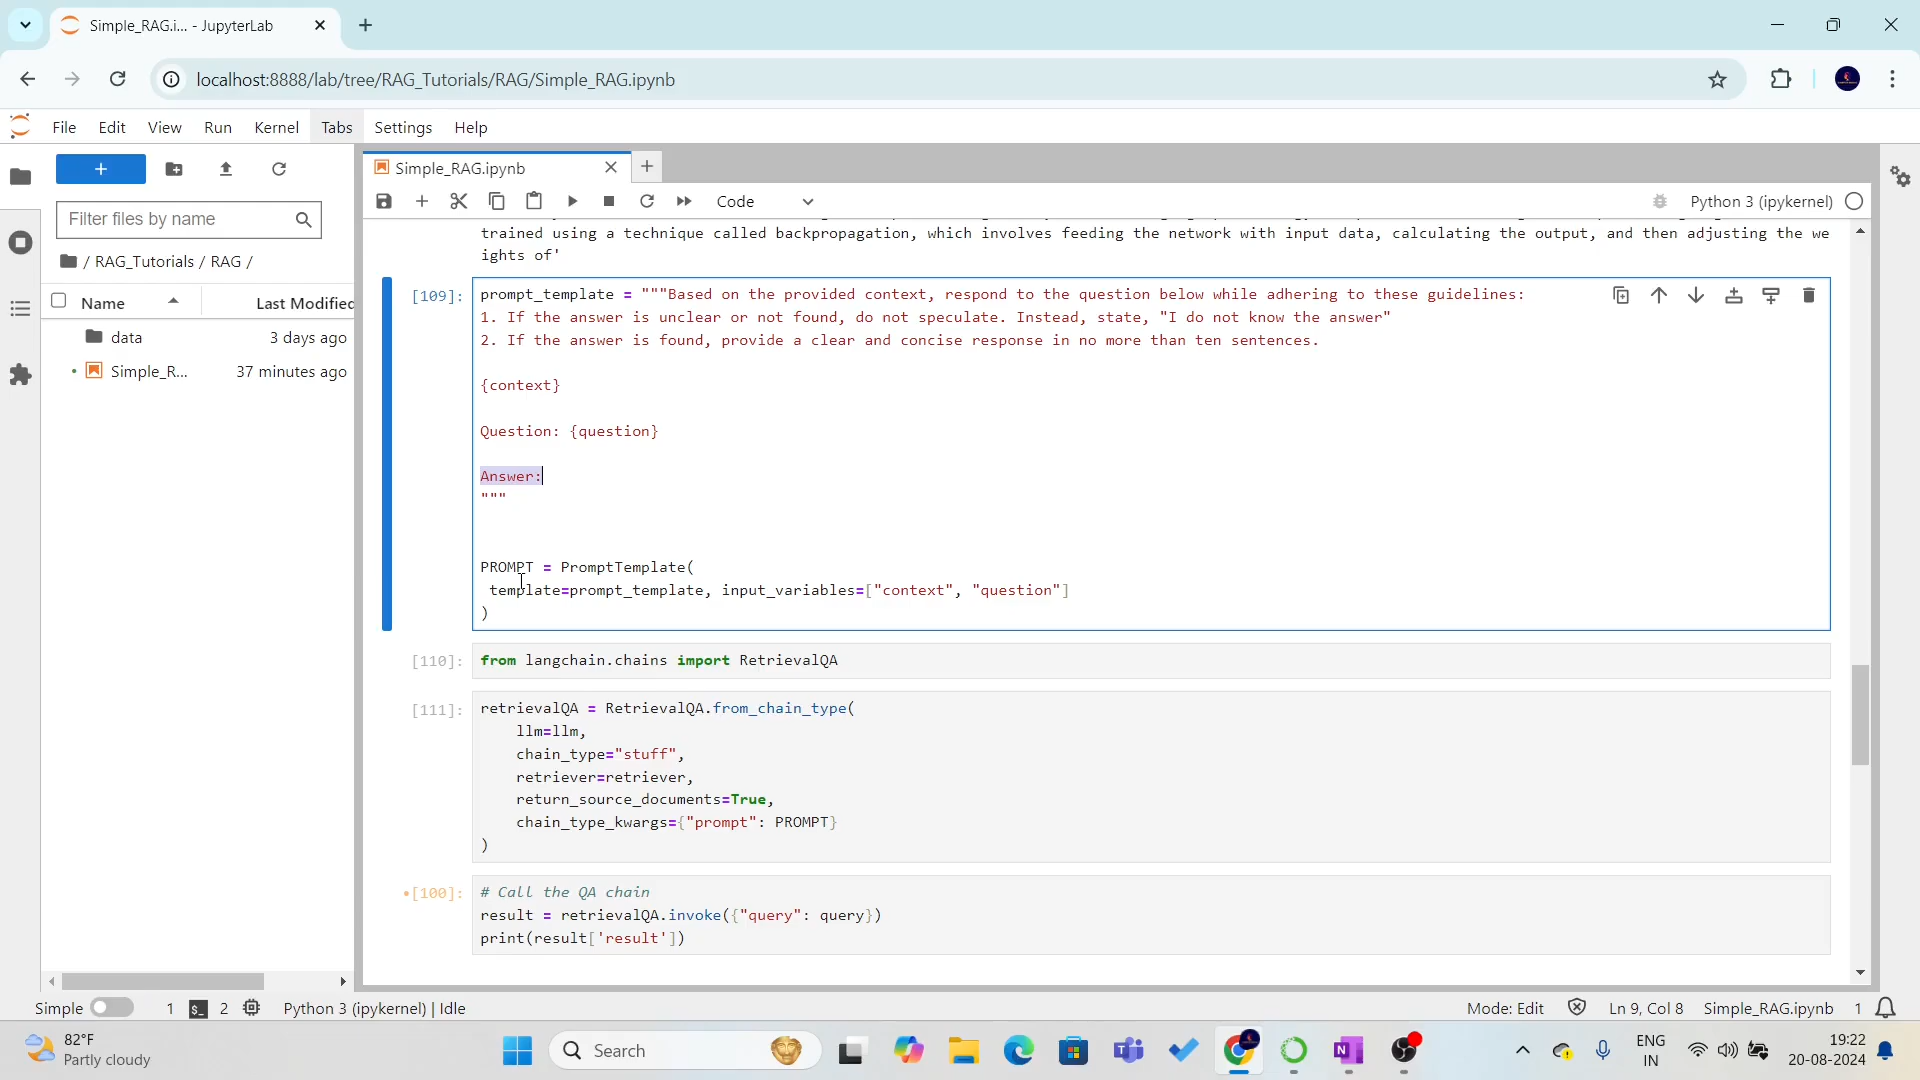 Simple_RAG.i... - JupyterLab
localhost:8888/lab/tree/RAG_Tutorials/RAG/Simple_RAG.ipynb
File Edit View Run Kernel Tabs Settings Help
+
Filter files by name
/ RAG_Tutorials / RAG /
Name Last Modified
data 3 days ago
Simple_R... 37 minutes ago
Simple_RAG.ipynb
Code
Python 3 (ipykernel)
trained using a technique called backpropagation, which involves feeding the network with input data, calculating the output, and then adjusting the we
ights of'
[109]:
prompt_template = """Based on the provided context, respond to the question below while adhering to these guidelines:
1. If the answer is unclear or not found, do not speculate. Instead, state, "I do not know the answer"
2. If the answer is found, provide a clear and concise response in no more than ten sentences.
{context}
Question: {question}
Answer:
"""
PROMPT = PromptTemplate(
template=prompt_template, input_variables=["context", "question"]
)
[110]:
from langchain.chains import RetrievalQA
[111]:
retrievalQA = RetrievalQA.from_chain_type(
llm=llm,
chain_type="stuff",
retriever=retriever,
return_source_documents=True,
chain_type_kwargs={"prompt": PROMPT}
)
•[100]:
# Call the QA chain
result = retrievalQA.invoke({"query": query})
print(result['result'])
Simple 1 $_ 2 Python 3 (ipykernel) | Idle
Mode: Edit Ln 9, Col 8 Simple_RAG.ipynb 1
82°F
Partly cloudy
Search
ENG
IN
19:22
20-08-2024